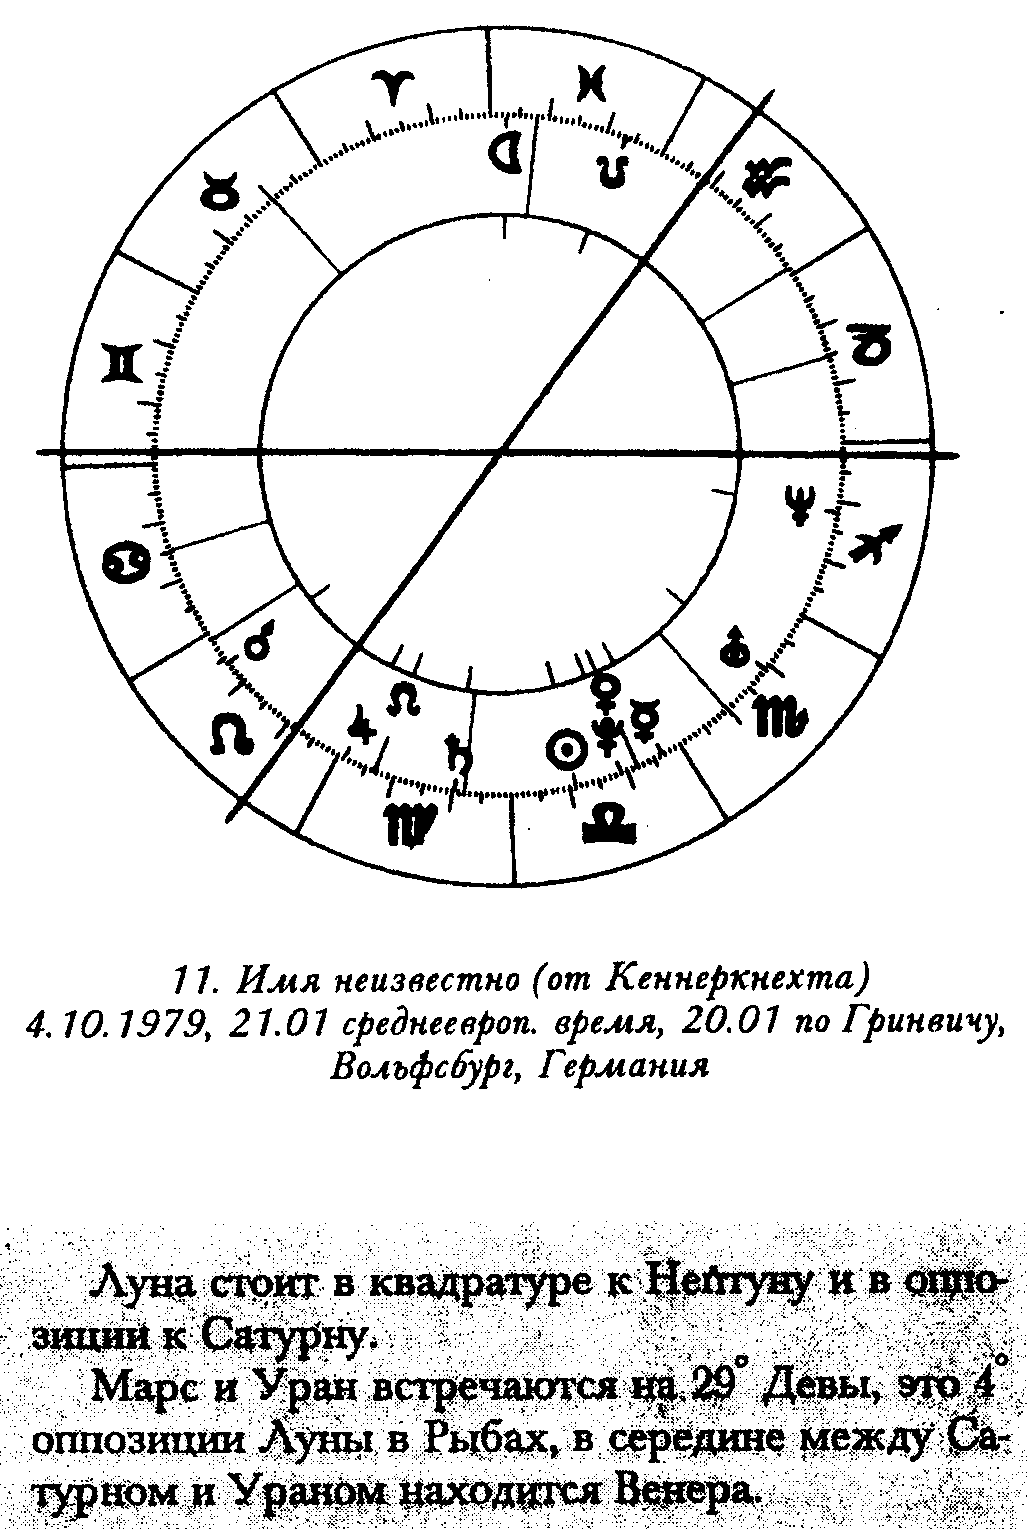 11. Имя неизвестно (от Кеннеркнехта)
4.10.1979, 21.01 среднеевроп. время, 20.01 по Гринвичу,
Вольфсбург, Германия
Луна стоит в квадратуре к Нептуну и в оппо-
зиции к Сатурну.
Марс и Уран встречаются на 29° Девы, это 4°
оппозиции Луны в Рыбах, в середине между Са-
турном и Ураном находится Венера.